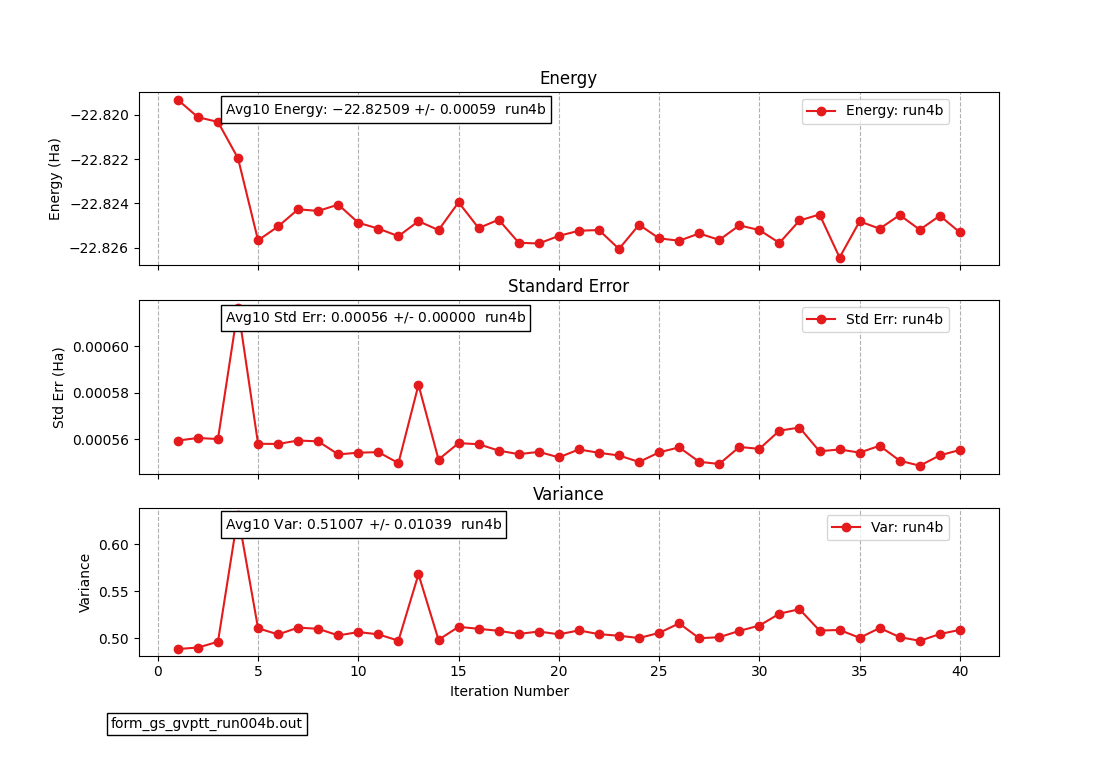 Energy
Avg10 Energy: −22.82509 +/- 0.00059 run4b
Energy: run4b
Energy (Ha)
−22.820
−22.822
−22.824
−22.826
Standard Error
Avg10 Std Err: 0.00056 +/- 0.00000 run4b
Std Err: run4b
Std Err (Ha)
0.00060
0.00058
0.00056
Variance
Avg10 Var: 0.51007 +/- 0.01039 run4b
Var: run4b
Variance
0.60
0.55
0.50
0 5 10 15 20 25 30 35 40
Iteration Number
form_gs_gvptt_run004b.out